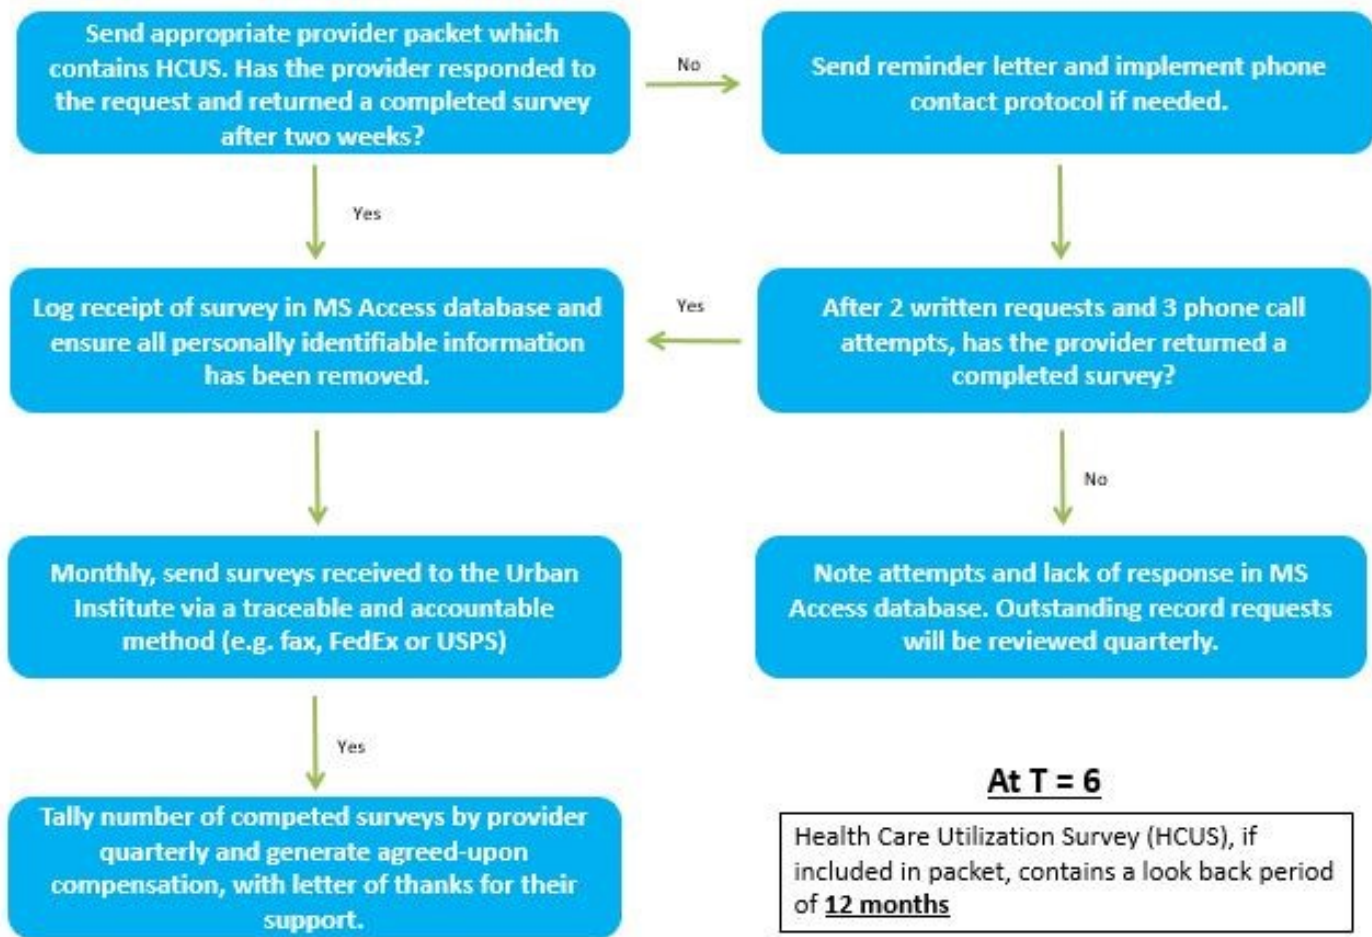 Send appropriate provider packet which
contains HCUS. Has the provider responded to
the request and returned a completed survey
after two weeks?
No
Send reminder letter and implement phone
contact protocol if needed.
Yes
Log receipt of survey in MS Access database and
ensure all personally identifiable information
has been removed.
Yes
After 2 written requests and 3 phone call
attempts, has the provider returned a
completed survey?
No
Monthly, send surveys received to the Urban
Institute via a traceable and accountable
method (e.g. fax, FedEx or USPS)
Note attempts and lack of response in MS
Access database. Outstanding record requests
will be reviewed quarterly.
Yes
Tally number of competed surveys by provider
quarterly and generate agreed-upon
compensation, with letter of thanks for their
support.
At T = 6
Health Care Utilization Survey (HCUS), if
included in packet, contains a look back period
of 12 months